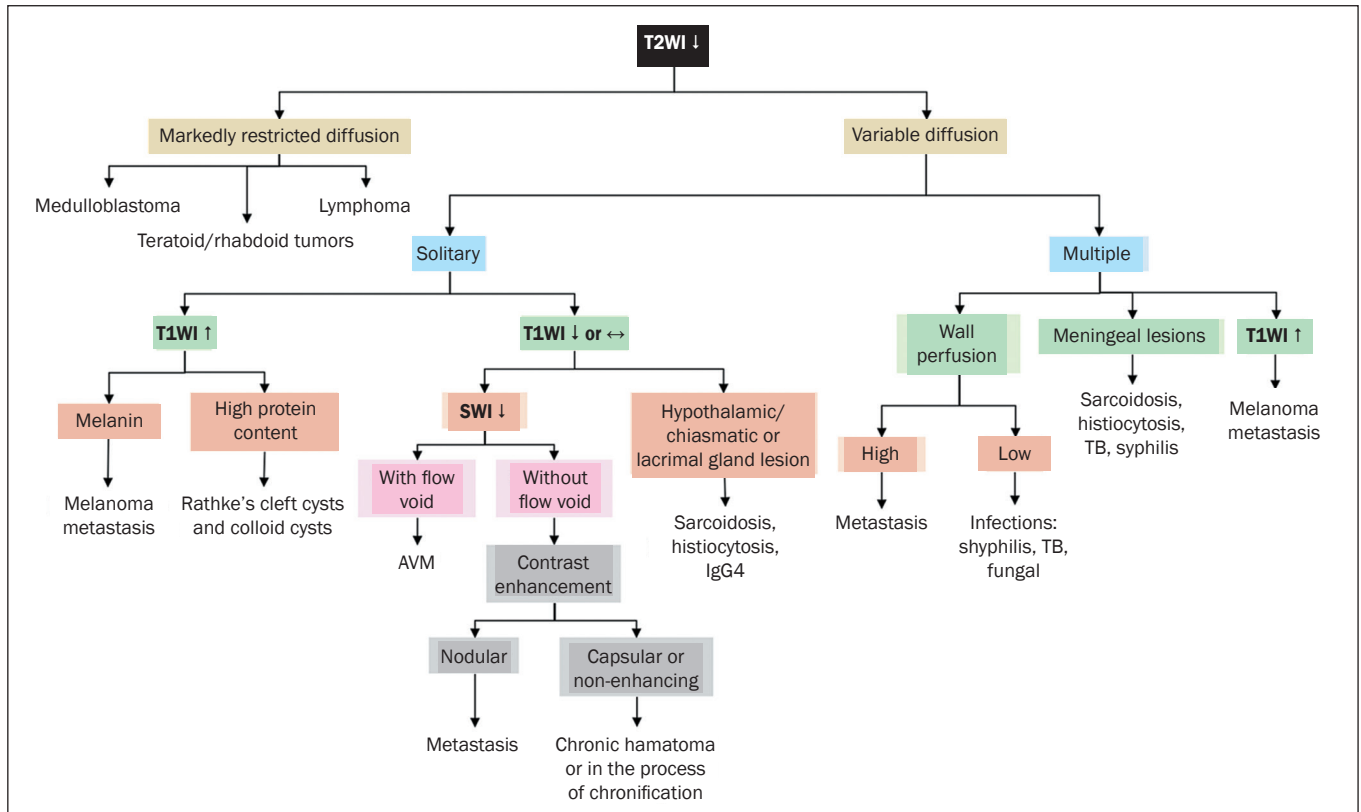 T2WI ↓
Markedly restricted diffusion
Variable diffusion
Medulloblastoma
Lymphoma
Teratoid/rhabdoid tumors
Solitary
Multiple
T1WI ↑
T1WI ↓ or ↔
Wall
perfusion
Meningeal lesions
T1WI ↑
Melanin
High protein
content
SWI ↓
Hypothalamic/
chiasmatic or
lacrimal gland lesion
High
Low
Sarcoidosis,
histiocytosis,
TB, syphilis
Melanoma
metastasis
Melanoma
metastasis
Rathke's cleft cysts
and colloid cysts
With flow
void
Without
flow void
Sarcoidosis,
histiocytosis,
IgG4
Metastasis
Infections:
shyphilis, TB,
fungal
AVM
Contrast
enhancement
Nodular
Capsular or
non-enhancing
Metastasis
Chronic hamatoma
or in the process
of chronification